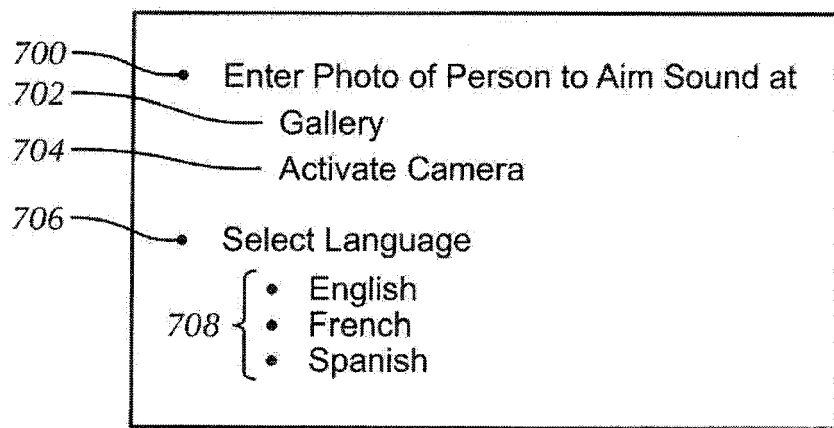 700 • Enter Photo of Person to Aim Sound at
702 Gallery
704 Activate Camera
706 • Select Language
• English
708 • French
• Spanish